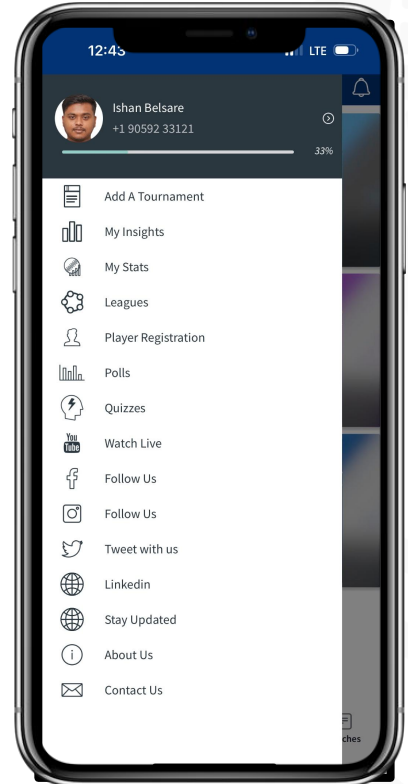 12:43
LTE
Ishan Belsare
+1 90592 33121
33%
Add A Tournament
My Insights
My Stats
Leagues
Player Registration
Polls
Quizzes
You
Tube
Watch Live
Follow Us
Follow Us
Tweet with us
Linkedin
Stay Updated
About Us
Contact Us
ches